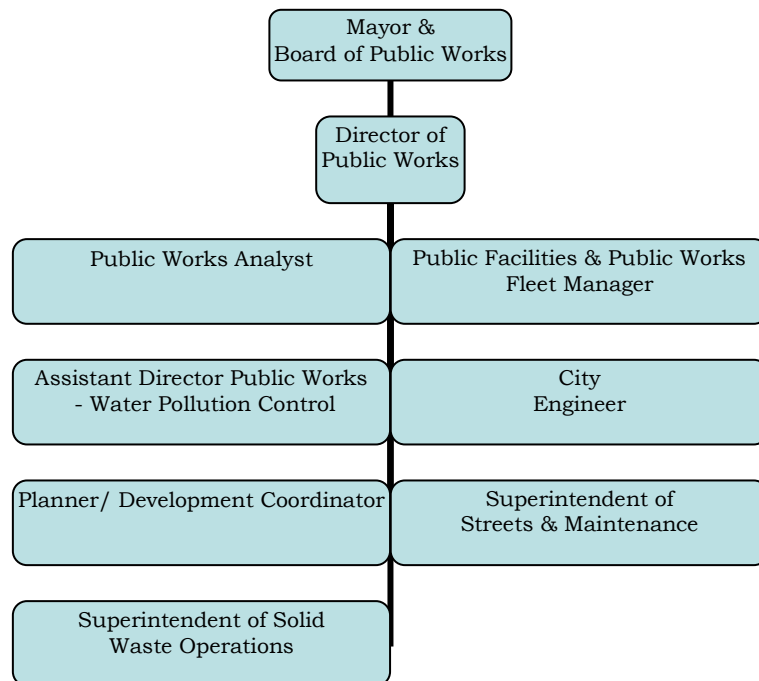 Mayor &
Board of Public Works
Director of
Public Works
Public Works Analyst
Public Facilities & Public Works
Fleet Manager
Assistant Director Public Works
- Water Pollution Control
City
Engineer
Planner/ Development Coordinator
Superintendent of
Streets & Maintenance
Superintendent of Solid
Waste Operations